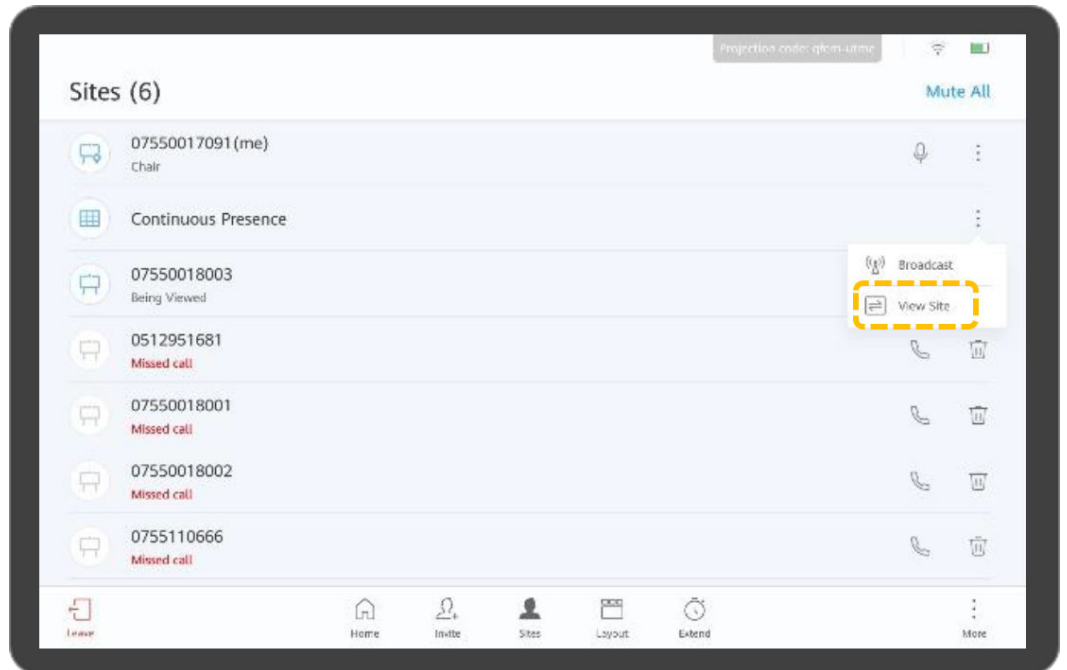 Projection code: qfem-utme
Sites (6)
Mute All
07550017091(me)
Chair
Continuous Presence
Broadcast
07550018003
Being Viewed
View Site
0512951681
Missed call
07550018001
Missed call
07550018002
Missed call
0755110666
Missed call
Leave
Home
Invite
Sites
Layout
Extend
More